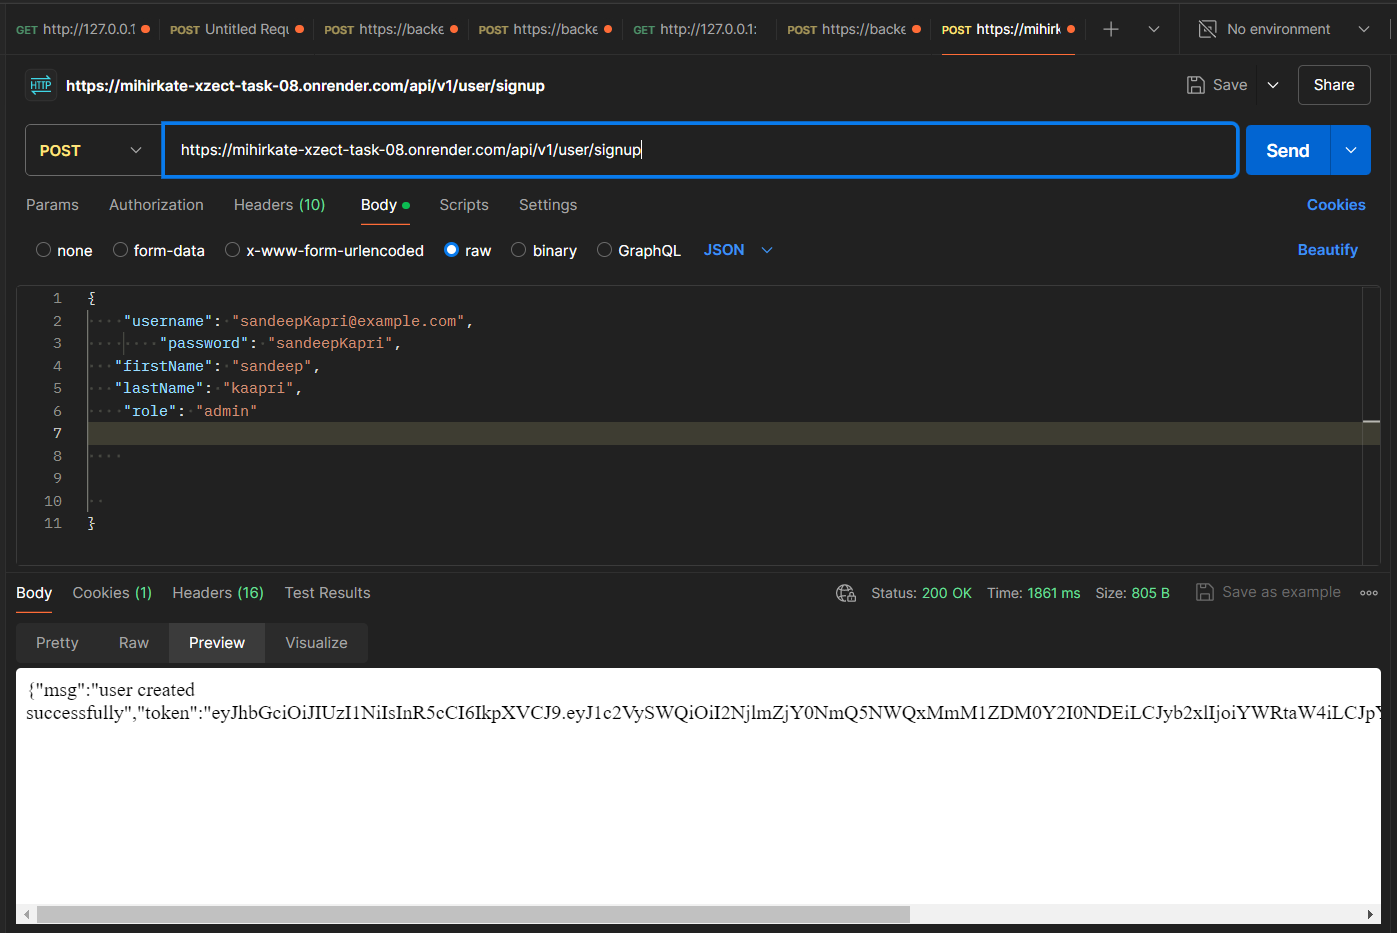 GET http://127.0.0.1 POST Untitled Requ POST https://backe POST https://backe GET http://127.0.0.1: POST https://backe POST https://mihirk No environment
HTTP https://mihirkate-xzect-task-08.onrender.com/api/v1/user/signup Save Share
POST https://mihirkate-xzect-task-08.onrender.com/api/v1/user/signup Send
Params Authorization Headers (10) Body Scripts Settings Cookies
none form-data x-www-form-urlencoded raw binary GraphQL JSON Beautify
1 {
2 "username": "sandeepKapri@example.com",
3 "password": "sandeepKapri",
4 "firstName": "sandeep",
5 "lastName": "kaapri",
6 "role": "admin"
7
8
9
10
11 }
Body Cookies (1) Headers (16) Test Results Status: 200 OK Time: 1861 ms Size: 805 B Save as example
Pretty Raw Preview Visualize
{"msg":"user created
successfully","token":"eyJhbGciOiJIUzI1NiIsInR5cCI6IkpXVCJ9.eyJ1c2VySWQiOiI2NjlmZjY0NmQ5NWQxMmM1ZDM0Y2I0NDEiLCJyb2xlIjoiYWRtaW4iLCJpY